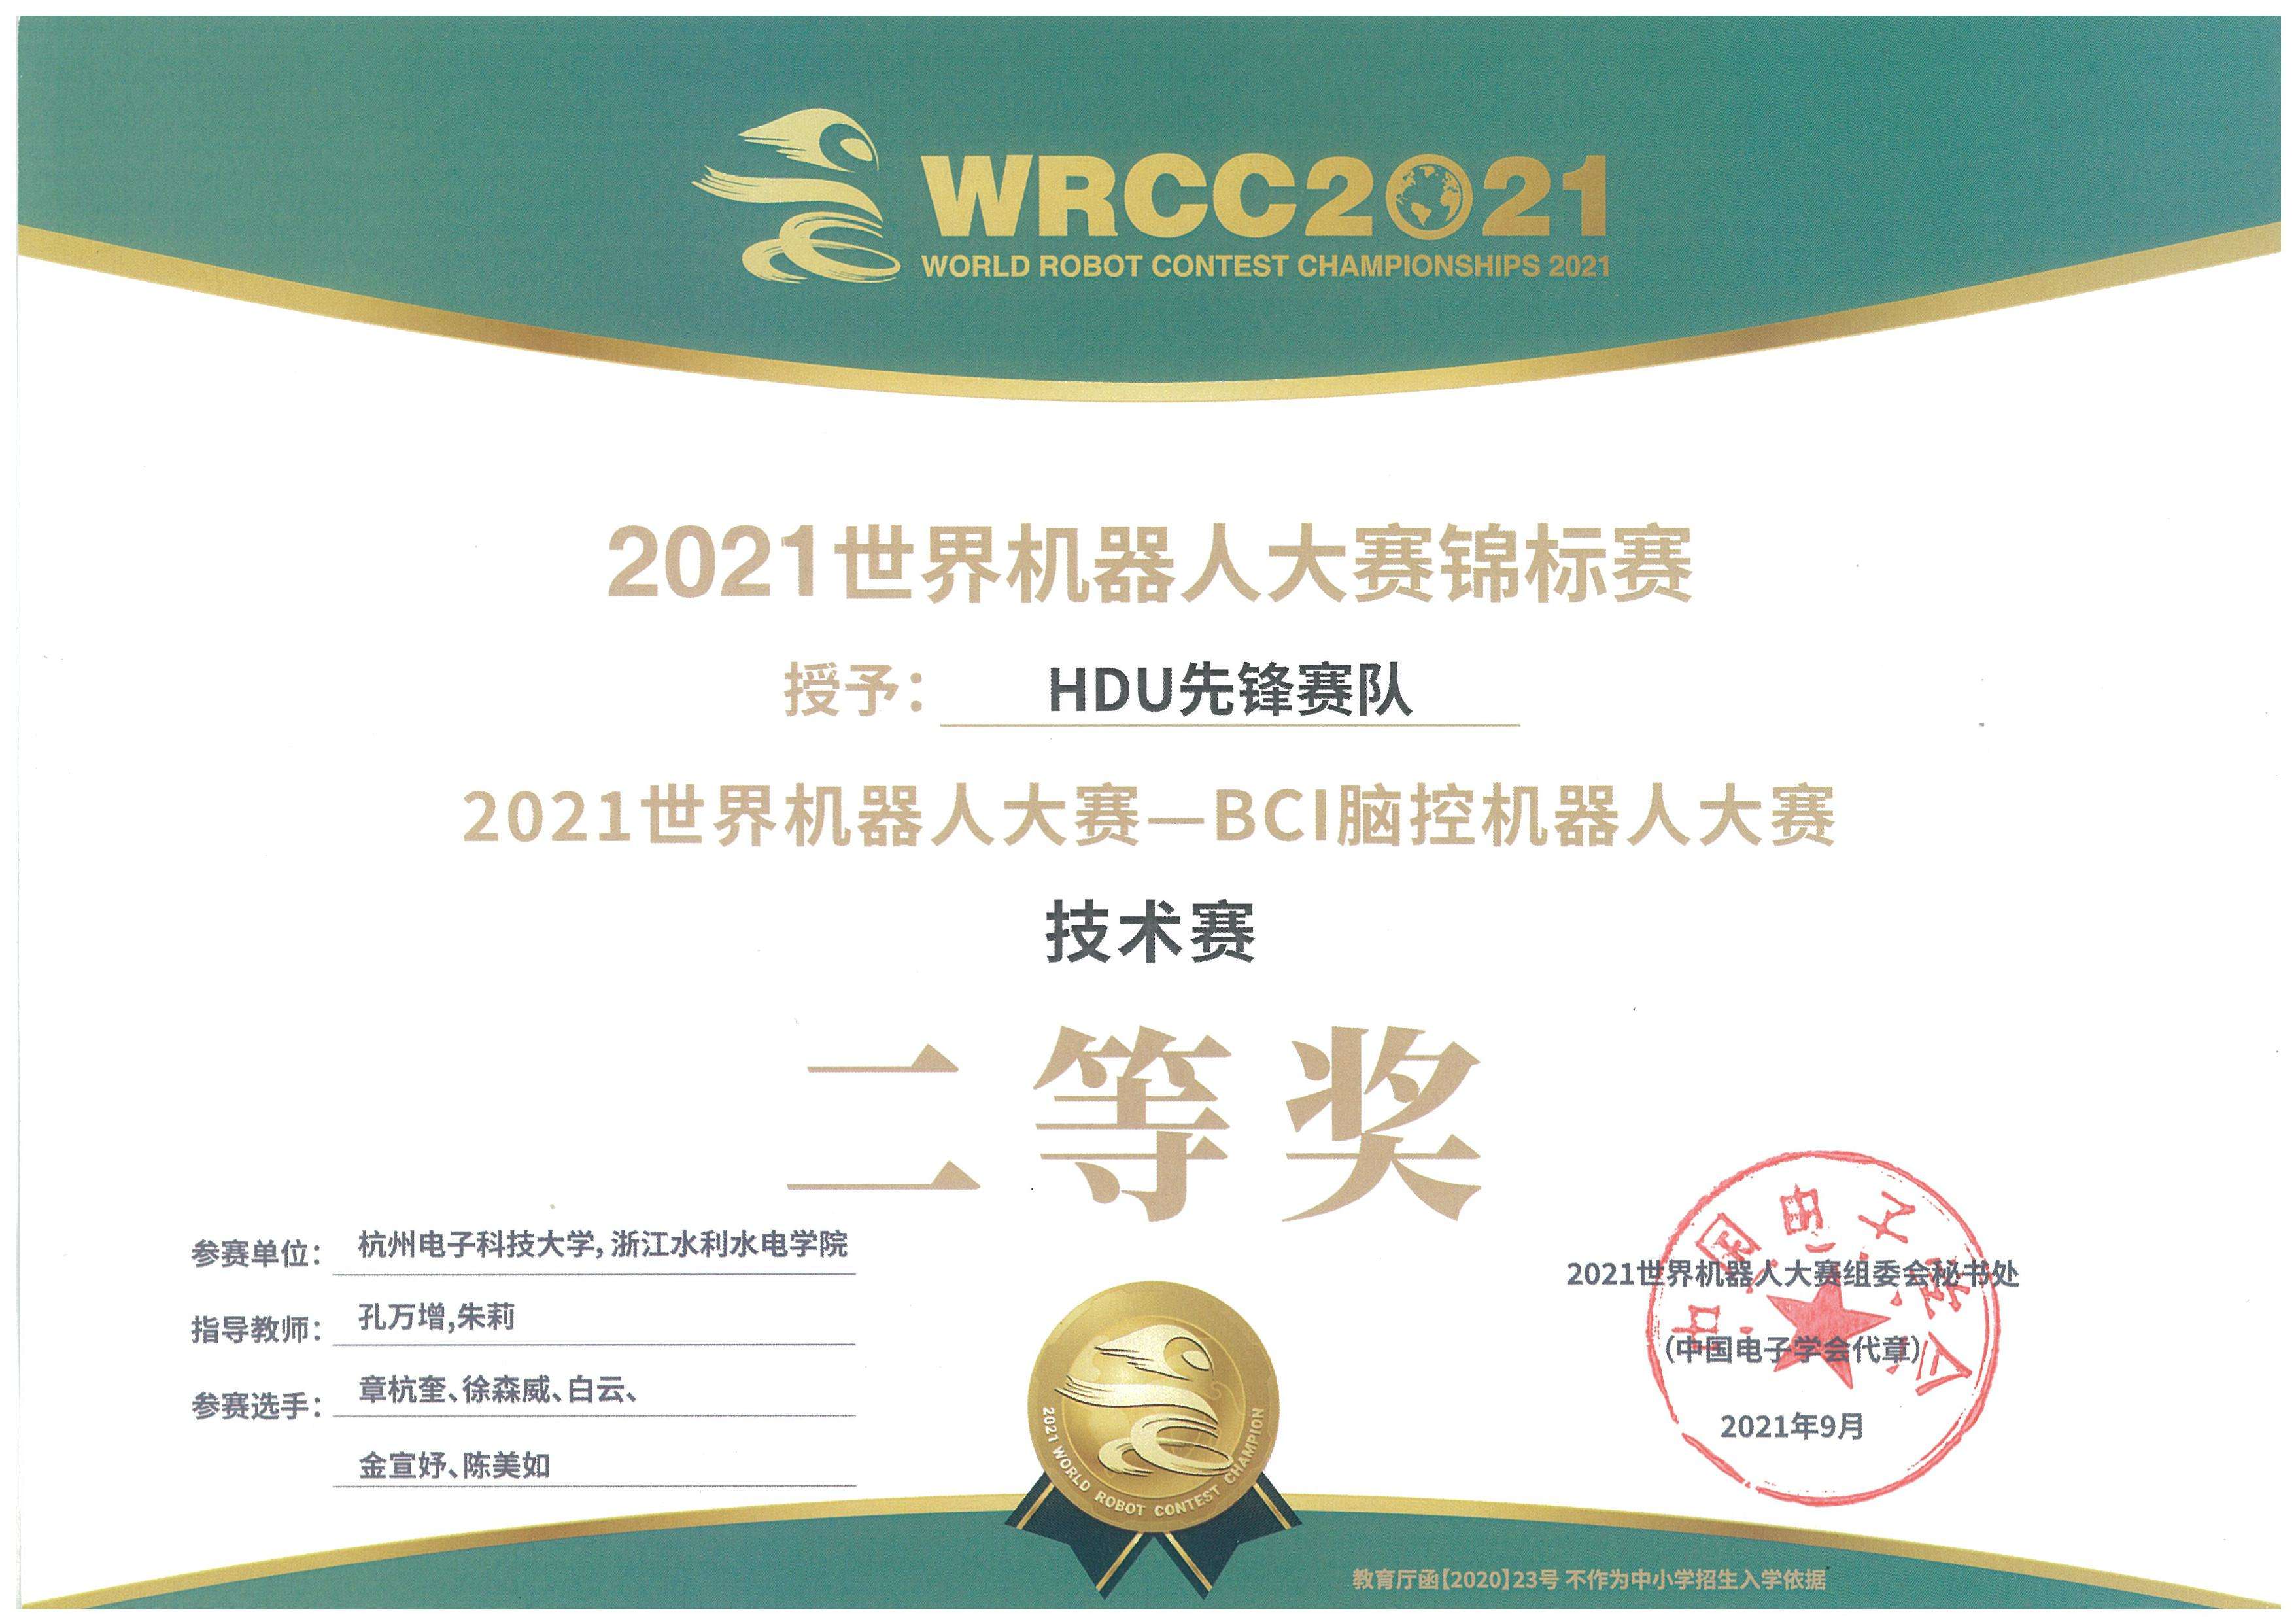 WRCC2021
WORLD ROBOT CONTEST CHAMPIONSHIPS 2021
2021世界机器人大赛锦标赛
授予： HDU先锋赛队
2021世界机器人大赛—BCI脑控机器人大赛
技术赛
二等奖
参赛单位： 杭州电子科技大学, 浙江水利水电学院
指导教师： 孔万增,朱莉
参赛选手： 章杭奎、徐森威、白云、
金宣妤、陈美如
2021 WORLD ROBOT CONTEST CHAMPION
中国电子学会
2021世界机器人大赛组委会秘书处
（中国电子学会代章）
2021年9月
教育厅函【2020】23号 不作为中小学招生入学依据